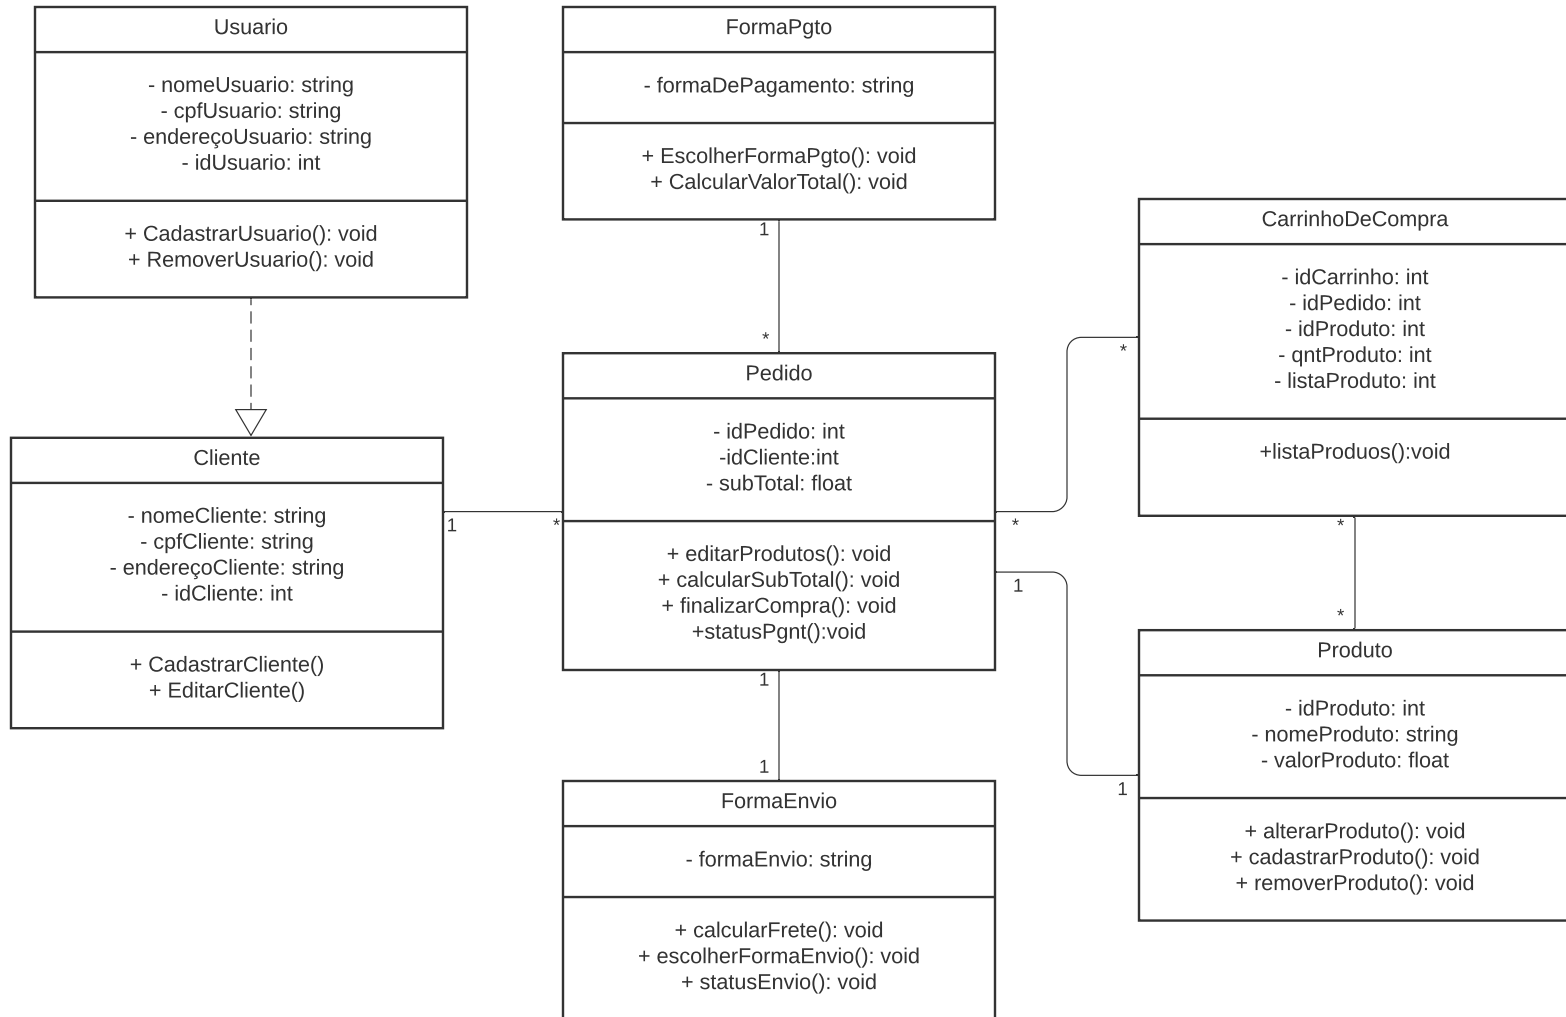 Usuario
- nomeUsuario: string
- cpfUsuario: string
- endereçoUsuario: string
- idUsuario: int
+ CadastrarUsuario(): void
+ RemoverUsuario(): void
FormaPgto
- formaDePagamento: string
+ EscolherFormaPgto(): void
+ CalcularValorTotal(): void
1
*
CarrinhoDeCompra
- idCarrinho: int
- idPedido: int
- idProduto: int
- qntProduto: int
- listaProduto: int
+listaProduos():void
*
*
Cliente
- nomeCliente: string
- cpfCliente: string
- endereçoCliente: string
- idCliente: int
+ CadastrarCliente()
+ EditarCliente()
1
*
Pedido
- idPedido: int
-idCliente:int
- subTotal: float
+ editarProdutos(): void
+ calcularSubTotal(): void
+ finalizarCompra(): void
+statusPgnt():void
*
1
1
1
*
Produto
- idProduto: int
- nomeProduto: string
- valorProduto: float
+ alterarProduto(): void
+ cadastrarProduto(): void
+ removerProduto(): void
1
FormaEnvio
- formaEnvio: string
+ calcularFrete(): void
+ escolherFormaEnvio(): void
+ statusEnvio(): void